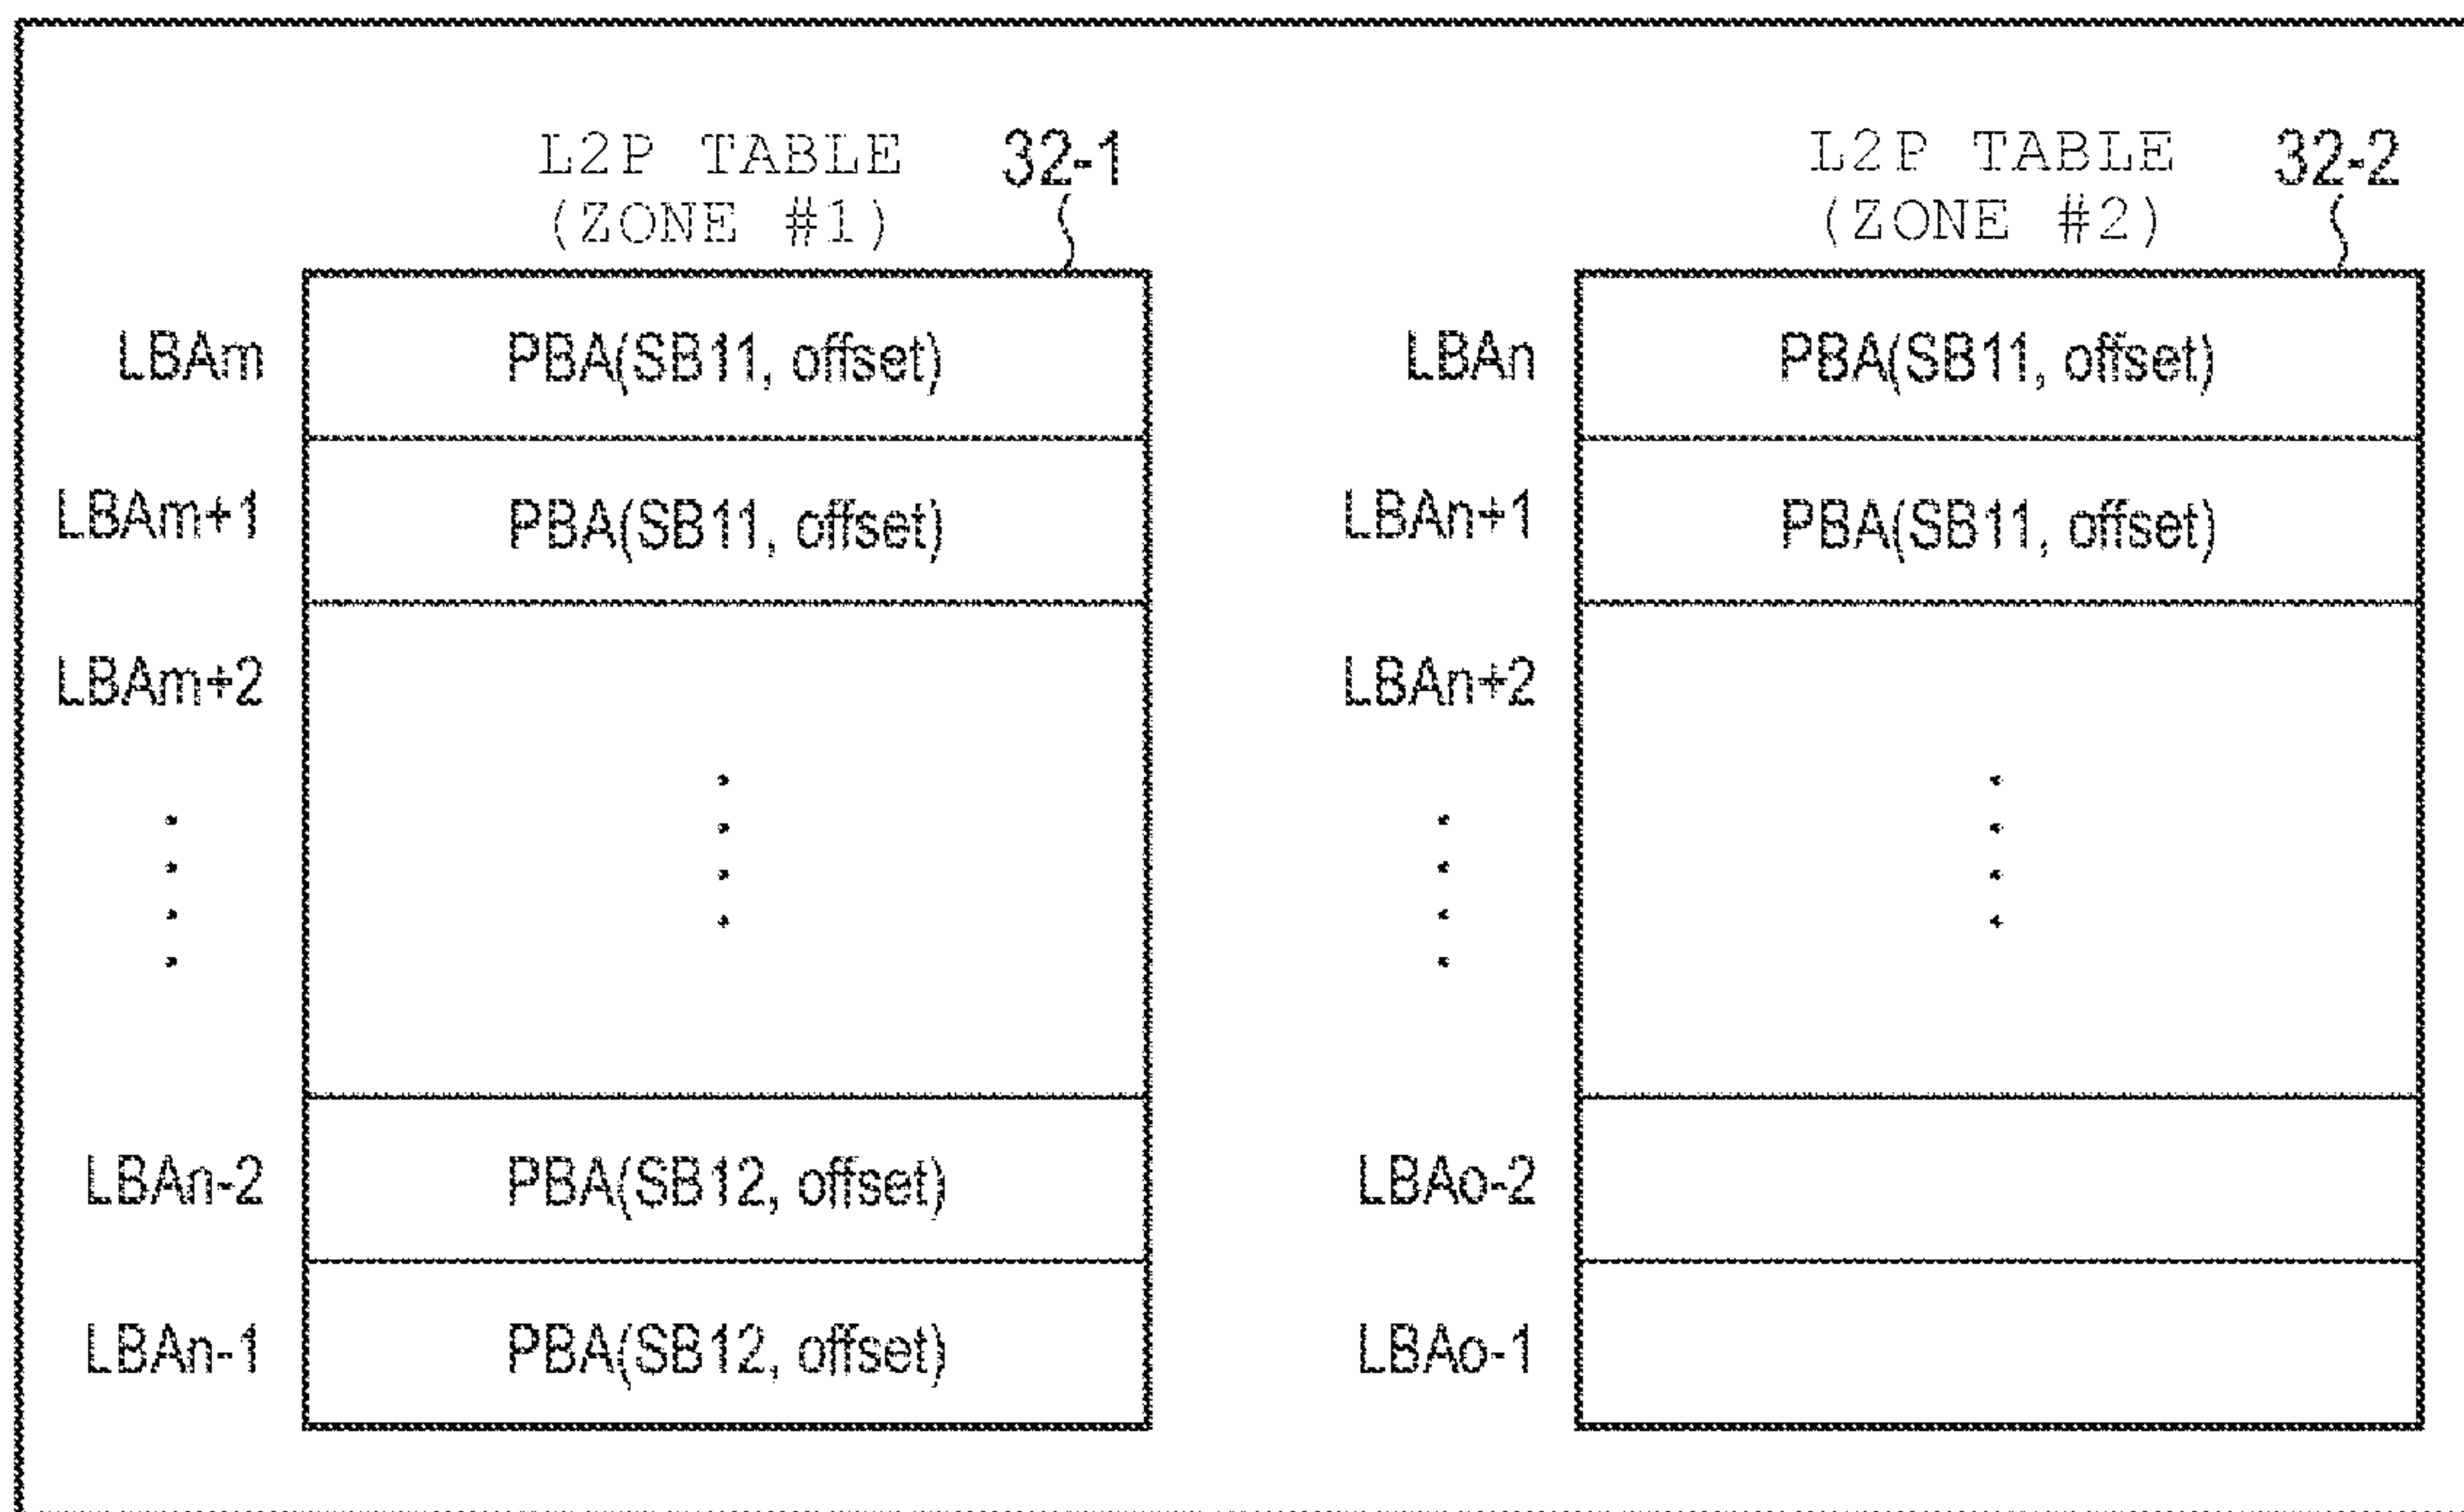 L2P TABLE 32-1
(ZONE #1)
LBAm PBA(SB11, offset)
LBAm+1 PBA(SB11, offset)
LBAm+2
LBAn-2 PBA(SB12, offset)
LBAn-1 PBA(SB12, offset)
L2P TABLE 32-2
(ZONE #2)
LBAn PBA(SB11, offset)
LBAn+1 PBA(SB11, offset)
LBAn+2
LBAo-2
LBAo-1